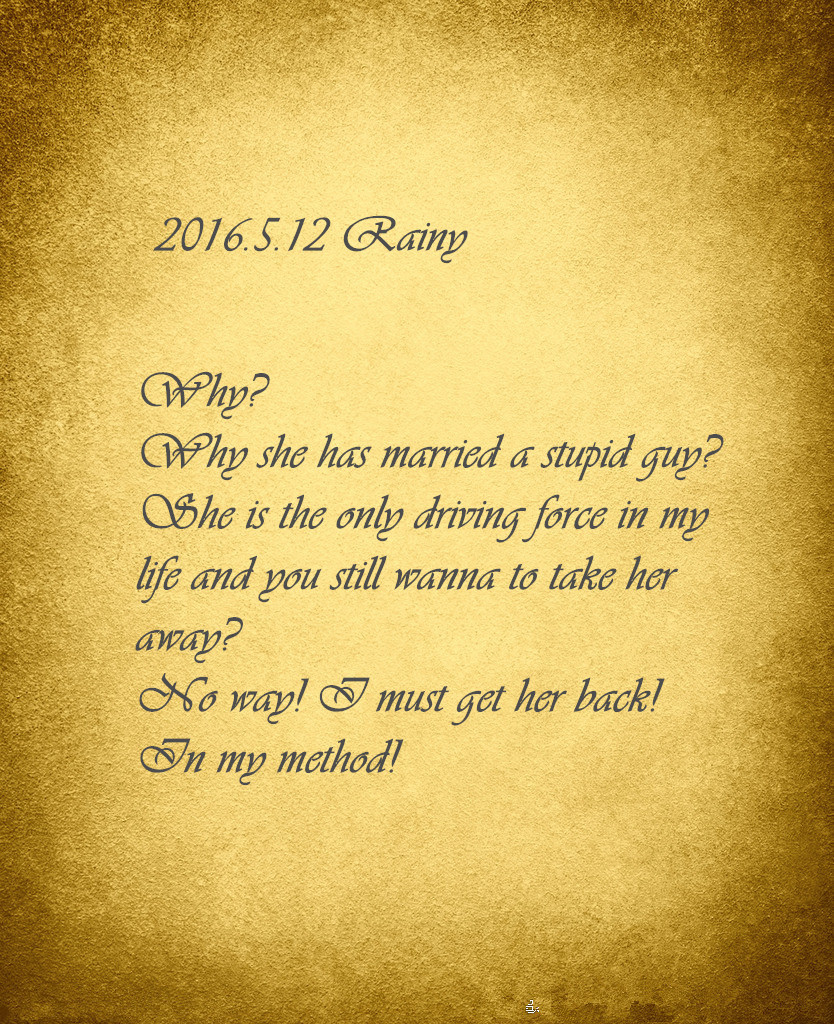 2016.5.12 Rainy
Why?
Why she has married a stupid guy?
She is the only driving force in my
life and you still wanna to take her
away?
No way! I must get her back!
In my method!